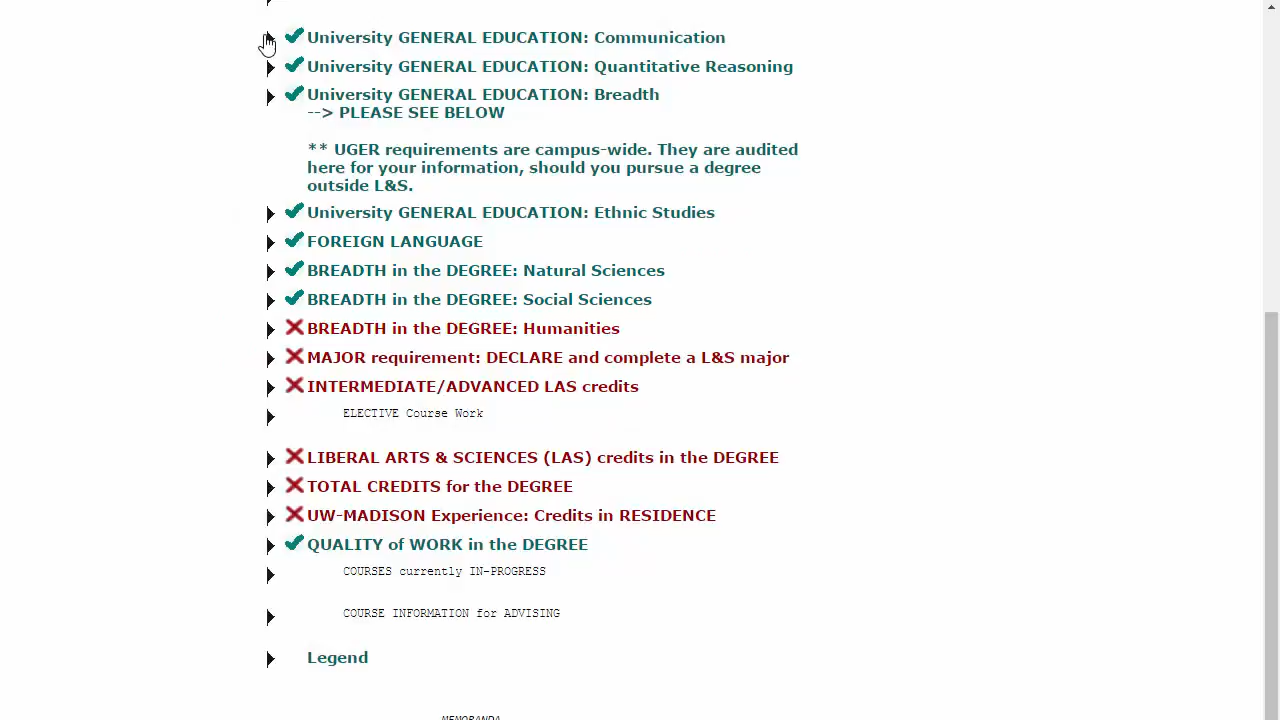 University GENERAL EDUCATION: Communication
University GENERAL EDUCATION: Quantitative Reasoning
University GENERAL EDUCATION: Breadth
--> PLEASE SEE BELOW
** UGER requirements are campus-wide. They are audited
here for your information, should you pursue a degree
outside L&S.
University GENERAL EDUCATION: Ethnic Studies
FOREIGN LANGUAGE
BREADTH in the DEGREE: Natural Sciences
BREADTH in the DEGREE: Social Sciences
BREADTH in the DEGREE: Humanities
MAJOR requirement: DECLARE and complete a L&S major
INTERMEDIATE/ADVANCED LAS credits
ELECTIVE Course Work
LIBERAL ARTS & SCIENCES (LAS) credits in the DEGREE
TOTAL CREDITS for the DEGREE
UW-MADISON Experience: Credits in RESIDENCE
QUALITY of WORK in the DEGREE
COURSES currently IN-PROGRESS
COURSE INFORMATION for ADVISING
Legend
MEMORANDA